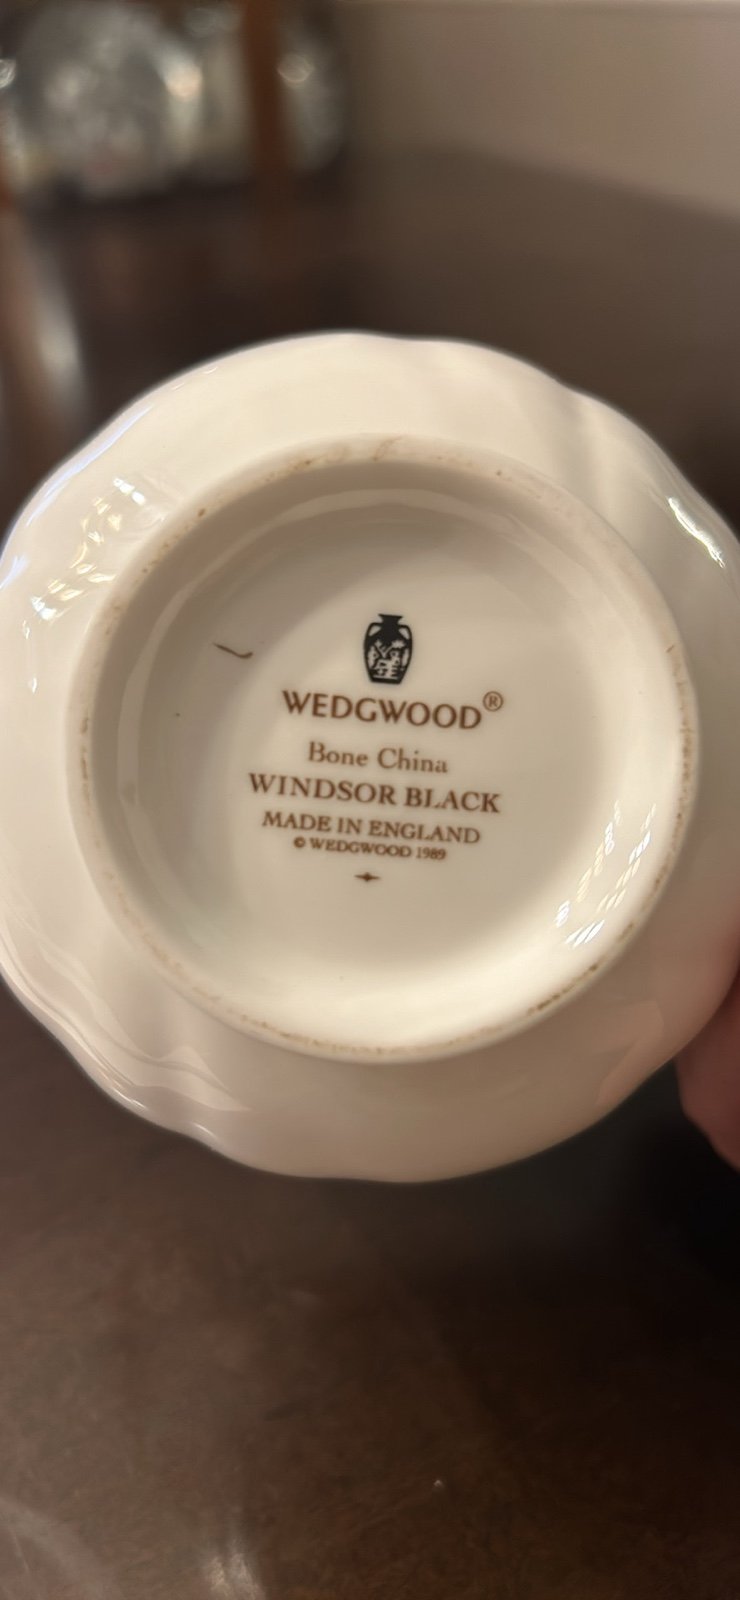 WEDGWOOD®
Bone China
WINDSOR BLACK
MADE IN ENGLAND
© WEDGWOOD 1989